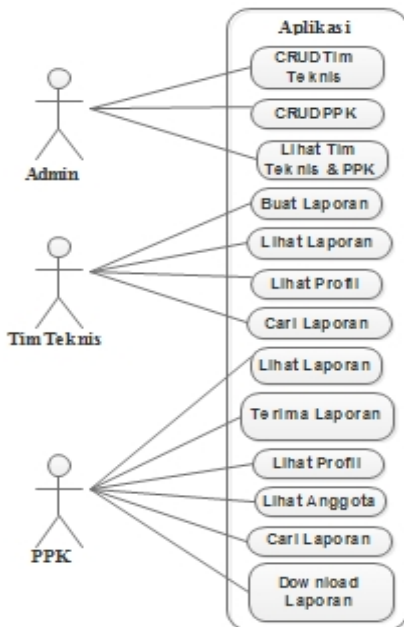 Aplikasi
CRUD Tim
Teknis
CRUD PPK
Lihat Tim
Teknis & PPK
Admin
Buat Laporan
Lihat Laporan
Lihat Profil
Cari Laporan
Tim Teknis
Lihat Laporan
Terima Laporan
Lihat Profil
Lihat Anggota
Cari Laporan
Download
Laporan
PPK